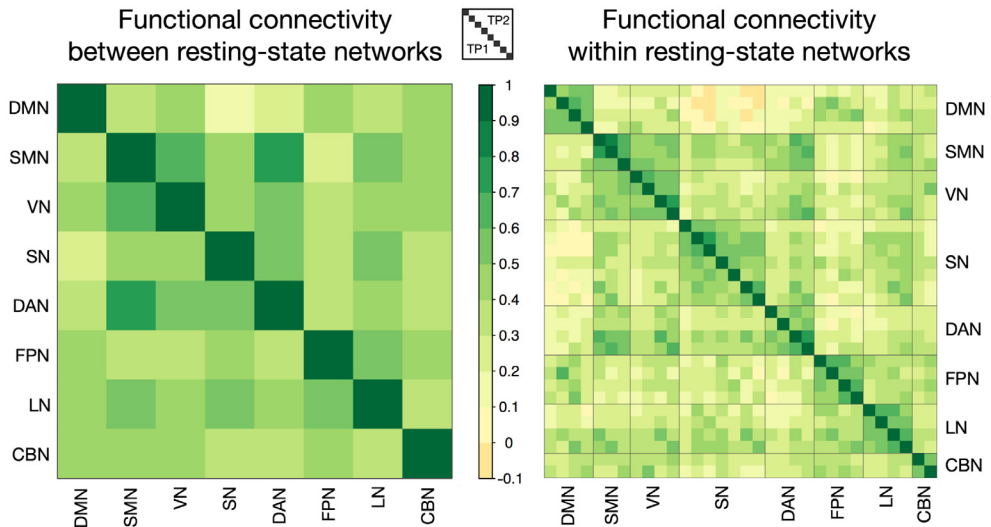 Functional connectivity
between resting-state networks
TP2
TP1
Functional connectivity
within resting-state networks
DMN
SMN
VN
SN
DAN
FPN
LN
CBN
DMN
SMN
VN
SN
DAN
FPN
LN
CBN
1
0.9
0.8
0.7
0.6
0.5
0.4
0.3
0.2
0.1
0
-0.1
DMN
SMN
VN
SN
DAN
FPN
LN
CBN
DMN
SMN
VN
SN
DAN
FPN
LN
CBN